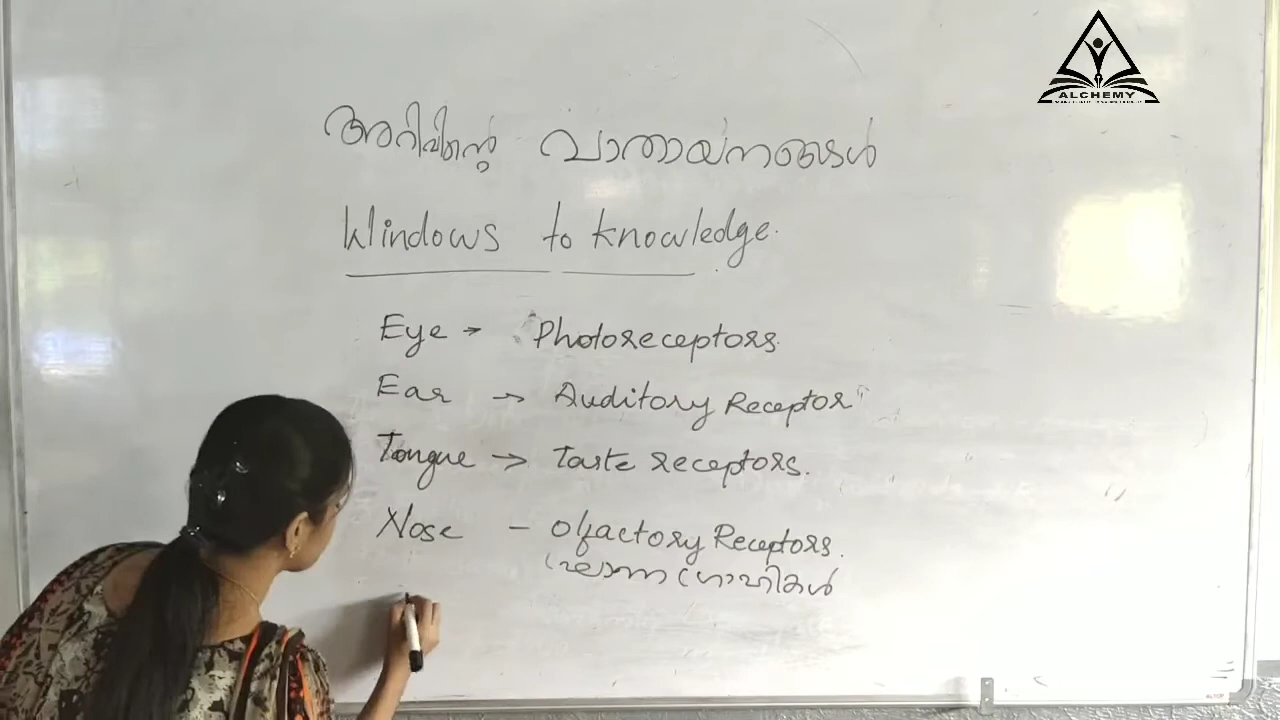 ALCHEMY
അറിവിന്റെ വാതായനങ്ങൾ
Windows to knowledge.
Eye → Photoreceptors.
Ear → Auditory Receptor
Tongue → Taste receptors.
Nose – Olfactory Receptors.
ഘ്രാണ ഗ്രാഹികൾ